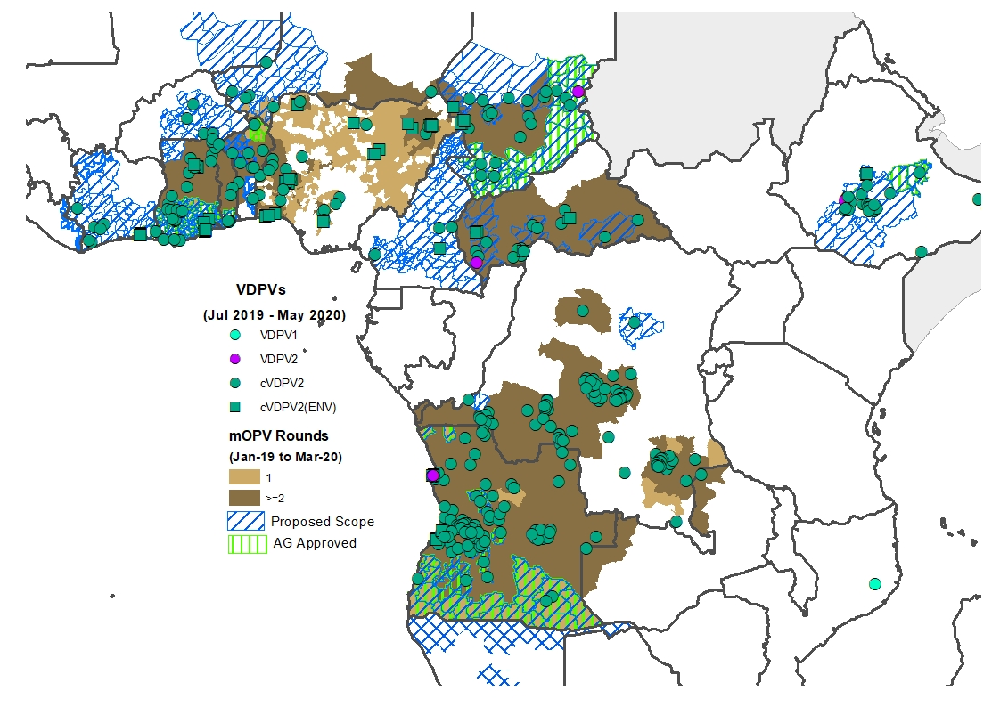 VDPVs
(Jul 2019 - May 2020)
VDPV1
VDPV2
cVDPV2
cVDPV2(ENV)
mOPV Rounds
(Jan-19 to Mar-20)
1
>=2
Proposed Scope
AG Approved